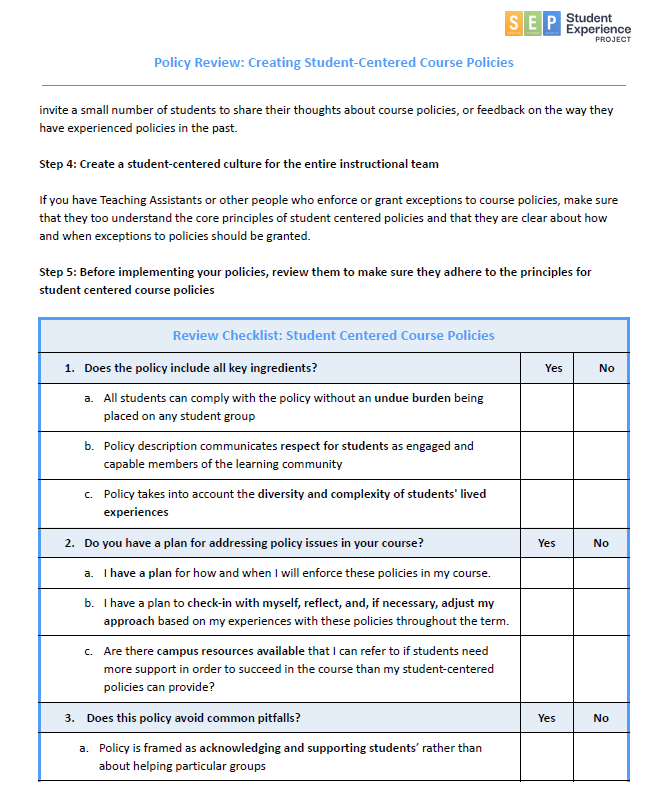 SEP Student
Experience
PROJECT
Policy Review: Creating Student-Centered Course Policies
invite a small number of students to share their thoughts about course policies, or feedback on the way they
have experienced policies in the past.
Step 4: Create a student-centered culture for the entire instructional team
If you have Teaching Assistants or other people who enforce or grant exceptions to course policies, make sure
that they too understand the core principles of student centered policies and that they are clear about how
and when exceptions to policies should be granted.
Step 5: Before implementing your policies, review them to make sure they adhere to the principles for
student centered course policies
Review Checklist: Student Centered Course Policies
1. Does the policy include all key ingredients? Yes No
a. All students can comply with the policy without an undue burden being
placed on any student group
b. Policy description communicates respect for students as engaged and
capable members of the learning community
c. Policy takes into account the diversity and complexity of students' lived
experiences
2. Do you have a plan for addressing policy issues in your course? Yes No
a. I have a plan for how and when I will enforce these policies in my course.
b. I have a plan to check-in with myself, reflect, and, if necessary, adjust my
approach based on my experiences with these policies throughout the term.
c. Are there campus resources available that I can refer to if students need
more support in order to succeed in the course than my student-centered
policies can provide?
3. Does this policy avoid common pitfalls? Yes No
a. Policy is framed as acknowledging and supporting students’ rather than
about helping particular groups